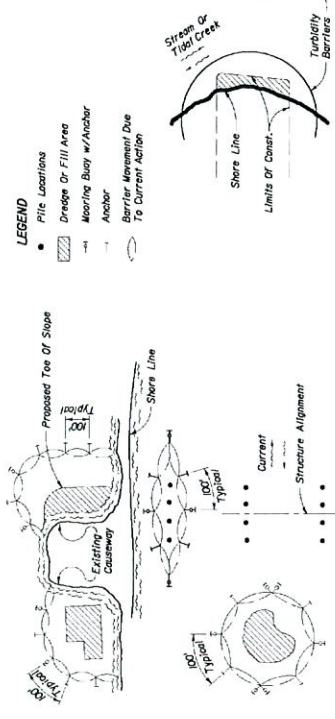 LEGEND
Pile Locations
Dredge Or Fill Area
Mooring Buoy w/Anchor
Anchor
Barrier Movement Due
To Current Action
Stream Or
Tidal Creek
Turbidity
Barriers
Shore Line
Limits Of Const.
Proposed Toe Of Slope
100'
Typical
100'
Typical
Existing
Causeway
Shore Line
100'
Typical
100'
Typical
Current
Structure Alignment